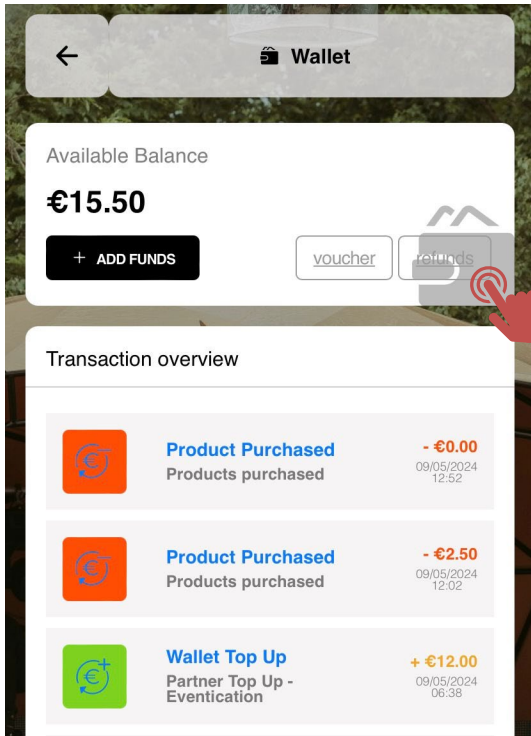 Wallet
Available Balance
€15.50
+ ADD FUNDS
voucher
refunds
Transaction overview
Product Purchased
Products purchased
- €0.00
09/05/2024
12:52
Product Purchased
Products purchased
- €2.50
09/05/2024
12:02
Wallet Top Up
Partner Top Up -
Eventication
+ €12.00
09/05/2024
06:38